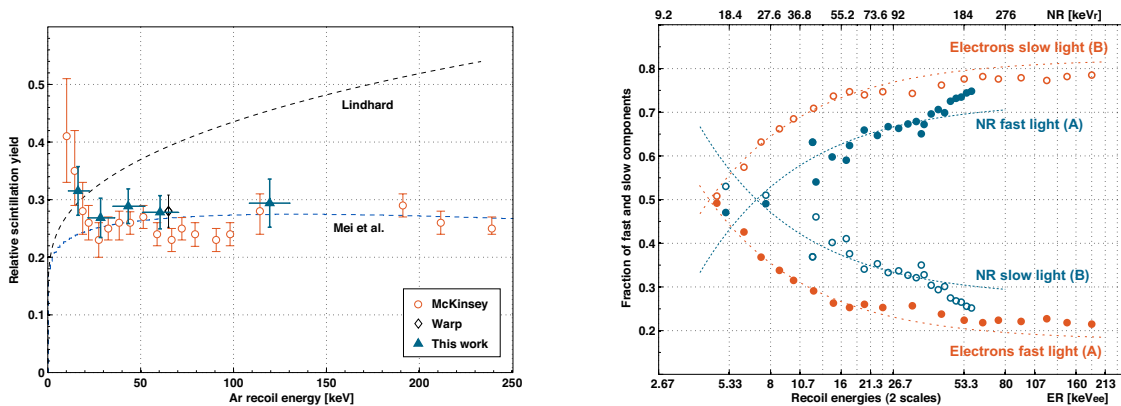 Relative scintillation yield
0.5
0.4
0.3
0.2
0.1
0
0 50 100 150 200 250
Ar recoil energy [keV]
Lindhard
Mei et al.
McKinsey
Warp
This work
9.2 18.4 27.6 36.8 55.2 73.6 92 184 276 NR [keVr]
Fraction of fast and slow components
0.8
0.7
0.6
0.5
0.4
0.3
0.2
Electrons slow light (B)
NR fast light (A)
NR slow light (B)
Electrons fast light (A)
2.67 5.33 8 10.7 16 21.3 26.7 53.3 80 107 160 213
Recoil energies (2 scales) ER [keVee]